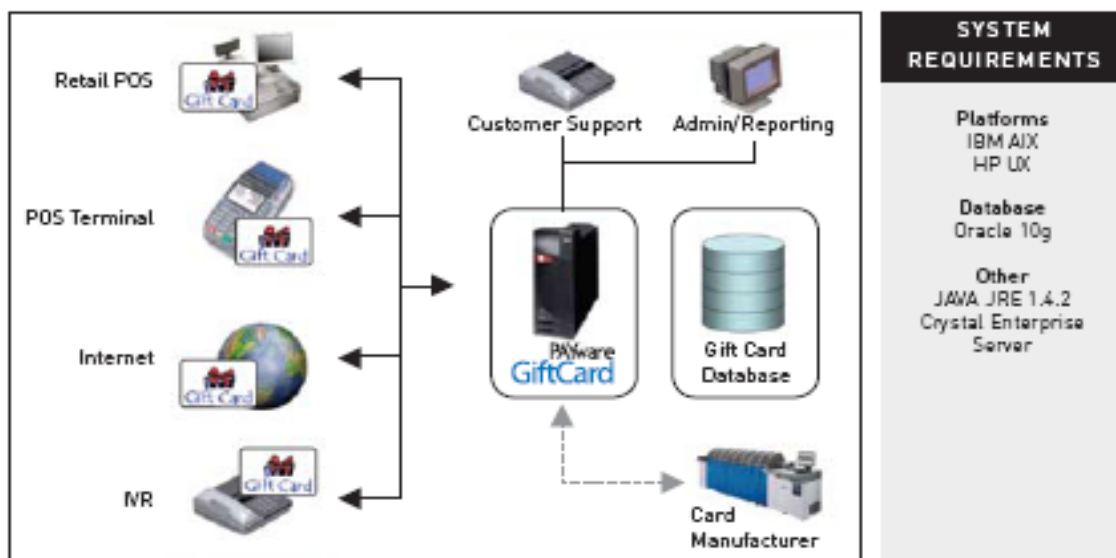 Retail POS
Gift Card
POS Terminal
Gift Card
Internet
Gift Card
IVR
Gift Card
Customer Support
Admin/Reporting
PAYware
GiftCard
Gift Card
Database
Card
Manufacturer
SYSTEM
REQUIREMENTS
Platforms
IBM AIX
HP UX
Database
Oracle 10g
Other
JAVA JRE 1.4.2
Crystal Enterprise
Server